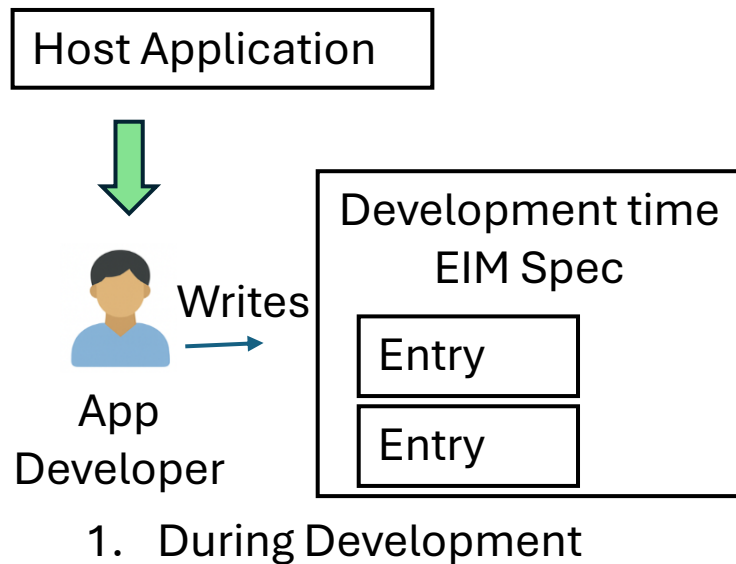 Host Application
Development time
EIM Spec
Writes
Entry
Entry
App
Developer
1. During Development